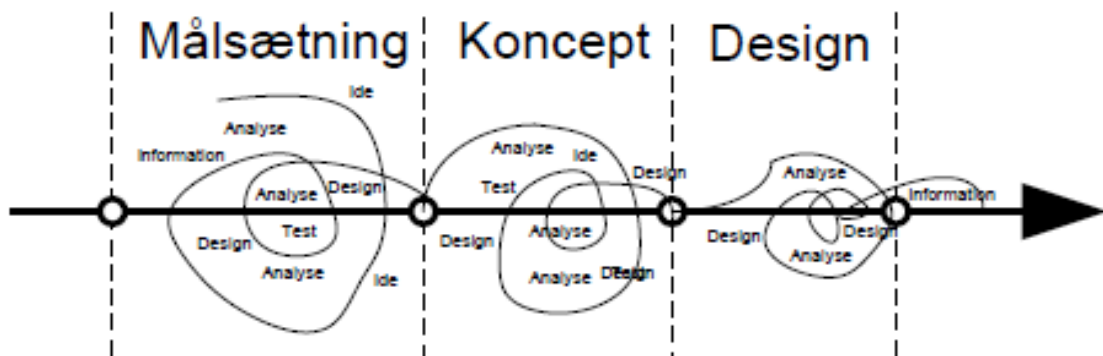 Målsætning
Koncept
Design
Ide
Analyse
Information
Analyse
Design
Test
Design
Analyse
Ide
Analyse
Ide
Test
Design
Design
Analyse
Analyse
Design
Test
Analyse
Information
Design
Design
Analyse